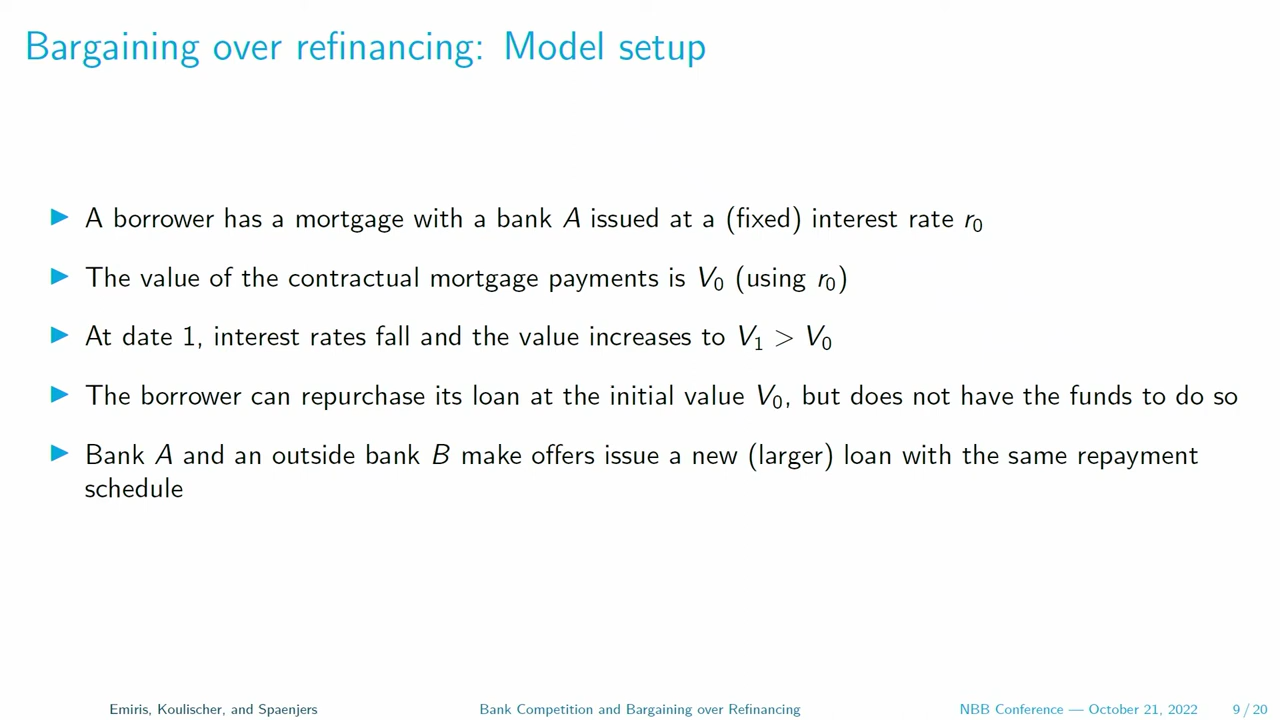 Bargaining over refinancing: Model setup
▶ A borrower has a mortgage with a bank A issued at a (fixed) interest rate r₀
▶ The value of the contractual mortgage payments is V₀ (using r₀)
▶ At date 1, interest rates fall and the value increases to V₁ > V₀
▶ The borrower can repurchase its loan at the initial value V₀, but does not have the funds to do so
▶ Bank A and an outside bank B make offers issue a new (larger) loan with the same repayment
schedule
Emiris, Koulischer, and Spaenjers
Bank Competition and Bargaining over Refinancing
NBB Conference — October 21, 2022
9 / 20